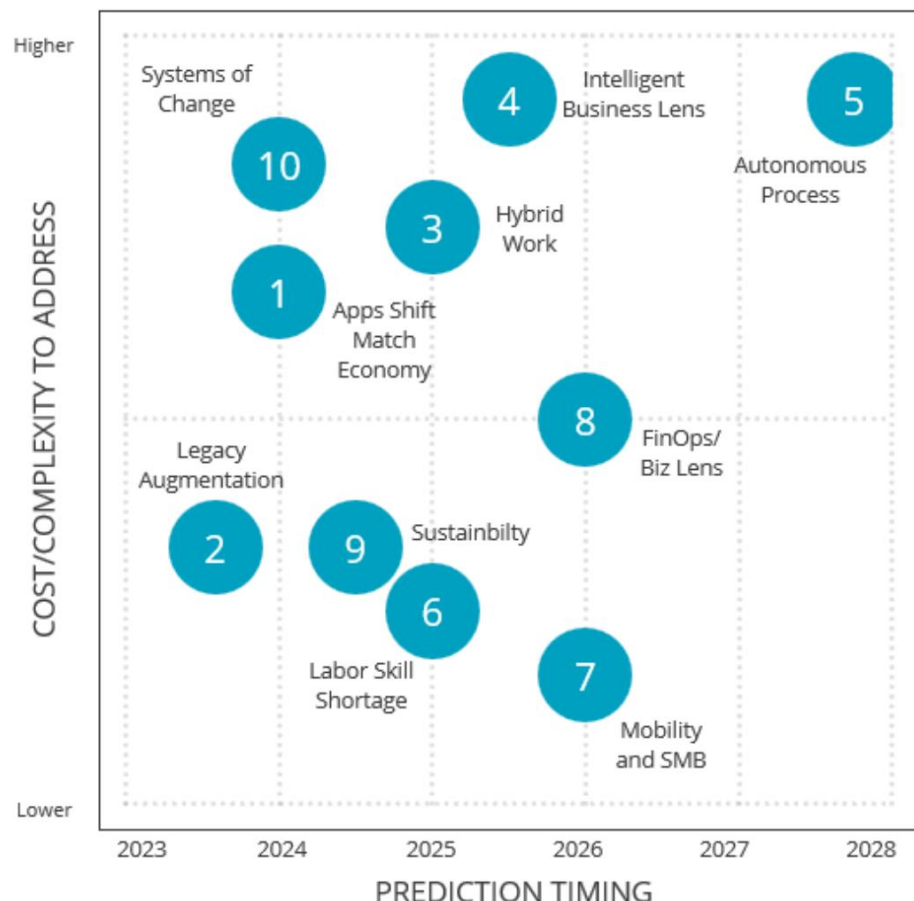 Higher
Systems of
Change
10
4
Intelligent
Business Lens
5
Autonomous
Process
3
Hybrid
Work
1
Apps Shift
Match
Economy
COST/COMPLEXITY TO ADDRESS
8
FinOps/
Biz Lens
Legacy
Augmentation
2
9
Sustainbilty
6
Labor Skill
Shortage
7
Mobility
and SMB
Lower
2023 2024 2025 2026 2027 2028
PREDICTION TIMING